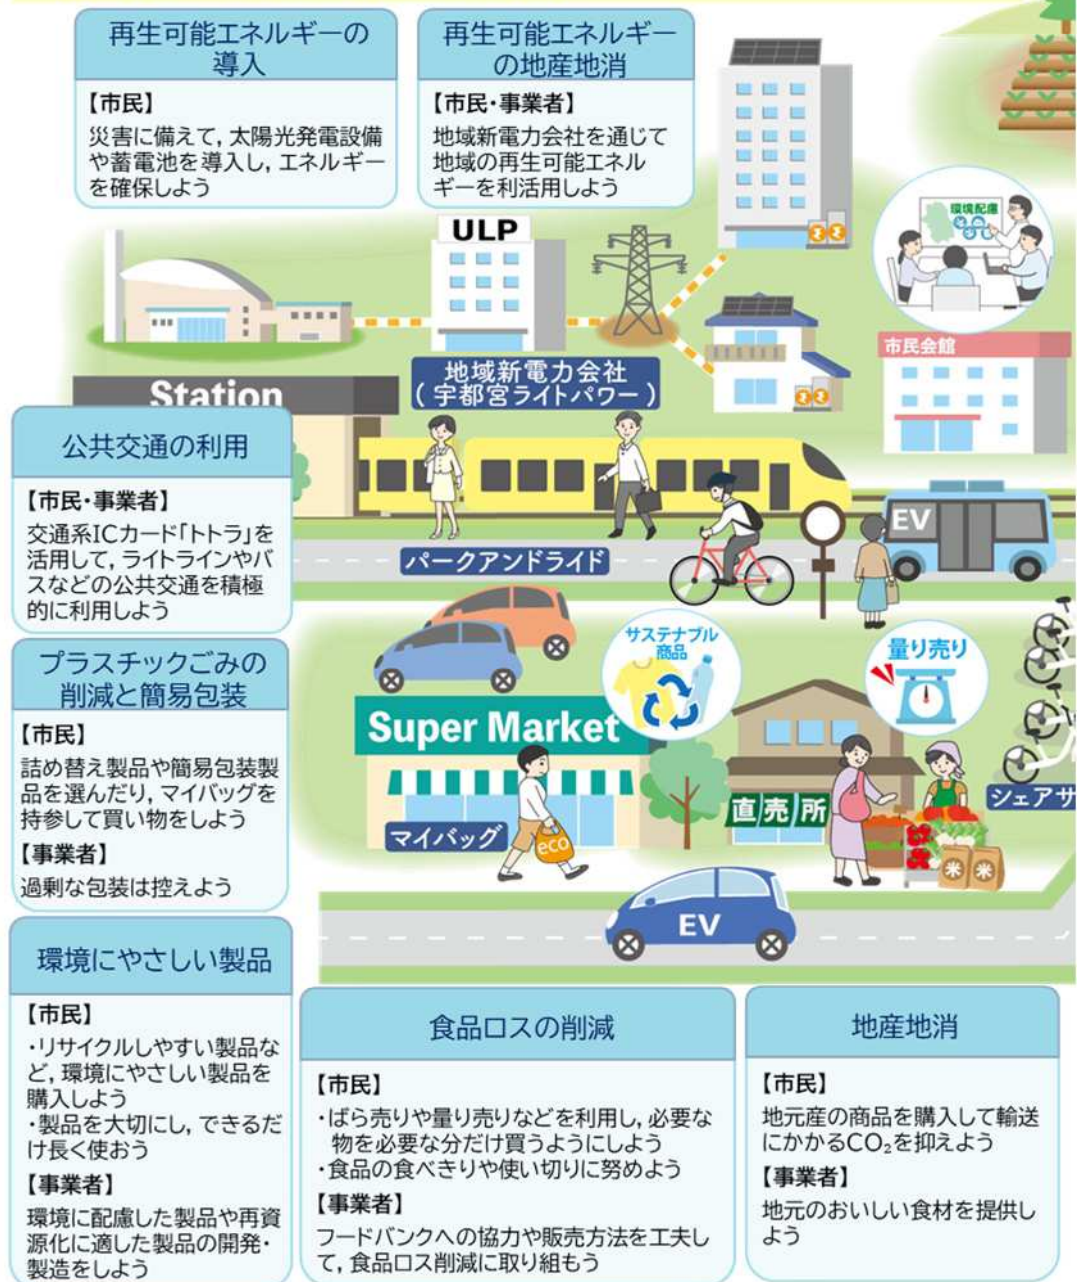 再生可能エネルギーの
導入
【市民】
災害に備えて，太陽光発電設備
や蓄電池を導入し，エネルギー
を確保しよう
再生可能エネルギー
の地産地消
【市民・事業者】
地域新電力会社を通じて
地域の再生可能エネル
ギーを利活用しよう
環境配慮
ULP
市民会館
地域新電力会社
（宇都宮ライトパワー）
Station
公共交通の利用
【市民・事業者】
交通系ICカード「トトラ」を
活用して，ライトラインやバ
スなどの公共交通を積極
的に利用しよう
EV
パークアンドライド
サステナブル
商品
量り売り
プラスチックごみの
削減と簡易包装
【市民】
詰め替え製品や簡易包装製
品を選んだり，マイバッグを
持参して買い物をしよう
【事業者】
過剰な包装は控えよう
Super Market
シェアサ
直売所
マイバッグ
eco
米
米
EV
環境にやさしい製品
【市民】
・リサイクルしやすい製品な
ど，環境にやさしい製品を
購入しよう
・製品を大切にし，できるだ
け長く使おう
【事業者】
環境に配慮した製品や再資
源化に適した製品の開発・
製造をしよう
食品ロスの削減
【市民】
・ばら売りや量り売りなどを利用し，必要な
物を必要な分だけ買うようにしよう
・食品の食べきりや使い切りに努めよう
【事業者】
フードバンクへの協力や販売方法を工夫し
て，食品ロス削減に取り組もう
地産地消
【市民】
地元産の商品を購入して輸送
にかかるCO₂を抑えよう
【事業者】
地元のおいしい食材を提供し
よう